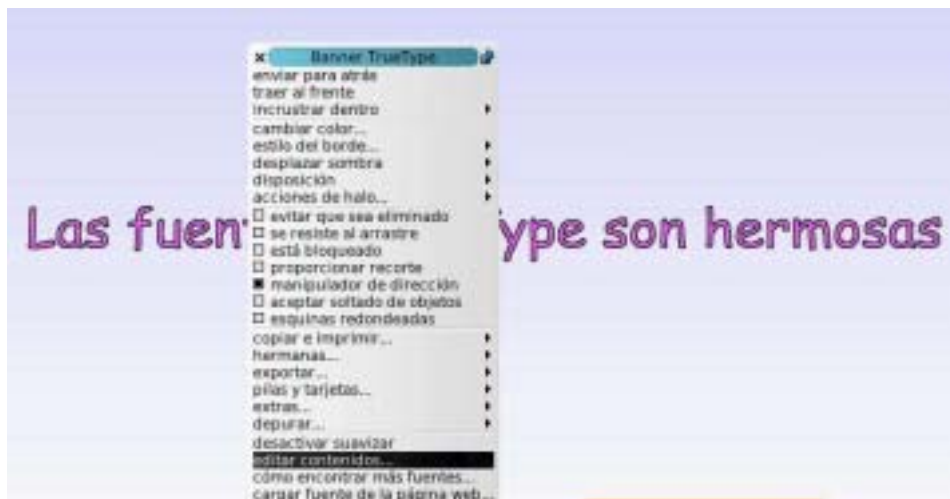 Banner TrueType
enviar para atrás
traer al frente
incrustrar dentro
cambiar color...
estilo del borde...
desplazar sombra
disposición
acciones de halo...
evitar que sea eliminado
se resiste al arrastre
está bloqueado
proporcionar recorte
manipulador de dirección
aceptar soltado de objetos
esquinas redondeadas
copiar e imprimir...
hermanas...
exportar...
pilas y tarjetas...
extras...
depurar...
desactivar suavizar
editar contenidos...
cómo encontrar más fuentes...
cargar fuente de la página web...
Las fuen ype son hermosas